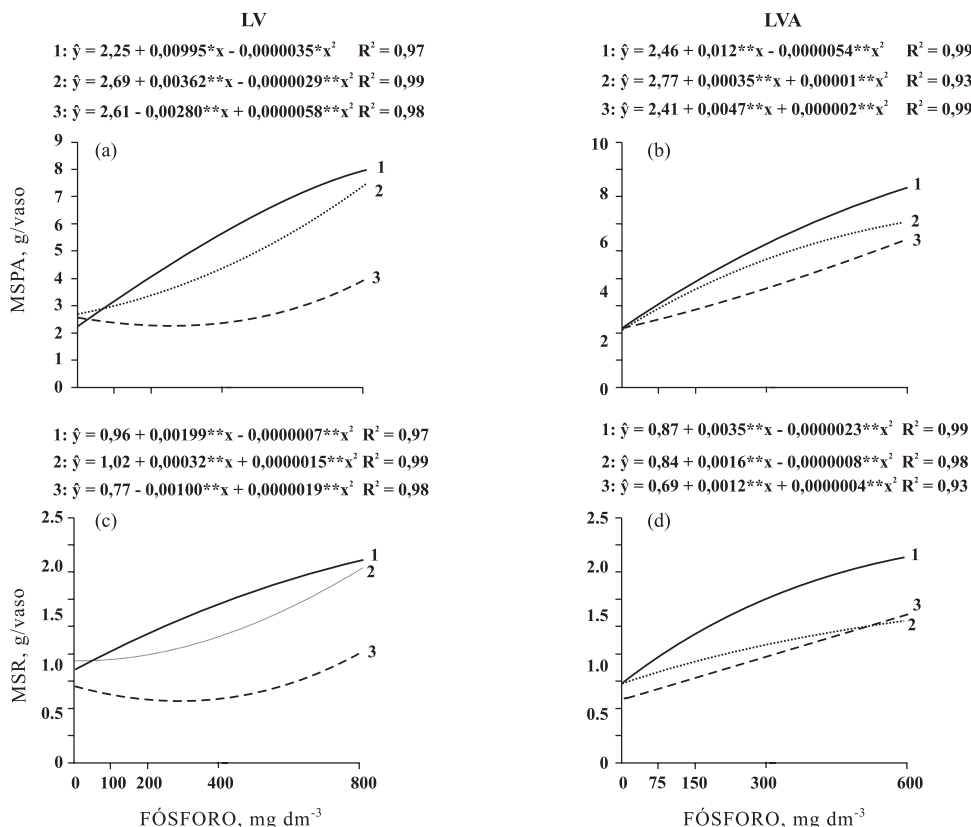 LV
1: ŷ = 2,25 + 0,00995*x - 0,0000035*x² R² = 0,97
2: ŷ = 2,69 + 0,00362**x - 0,0000029**x² R² = 0,99
3: ŷ = 2,61 - 0,00280**x + 0,0000058**x² R² = 0,98
LVA
1: ŷ = 2,46 + 0,012**x - 0,0000054**x² R² = 0,99
2: ŷ = 2,77 + 0,00035**x + 0,00001**x² R² = 0,93
3: ŷ = 2,41 + 0,0047**x + 0,000002**x² R² = 0,99
MSPA, g/vaso
9
8
7
6
5
4
3
2
1
0
(a)
1
2
3
10
8
6
4
2
0
(b)
1
2
3
1: ŷ = 0,96 + 0,00199**x - 0,0000007**x² R² = 0,97
2: ŷ = 1,02 + 0,00032**x + 0,0000015**x² R² = 0,99
3: ŷ = 0,77 - 0,00100**x + 0,0000019**x² R² = 0,98
1: ŷ = 0,87 + 0,0035**x - 0,0000023**x² R² = 0,99
2: ŷ = 0,84 + 0,0016**x - 0,0000008**x² R² = 0,98
3: ŷ = 0,69 + 0,0012**x + 0,0000004**x² R² = 0,93
MSR, g/vaso
2.5
2.0
1.5
1.0
0.5
0.0
(c)
1
2
3
0 100 200 400 800
FÓSFORO, mg dm⁻³
2.5
2.0
1.5
1.0
0.5
0.0
(d)
1
3
2
0 75 150 300 600
FÓSFORO, mg dm⁻³